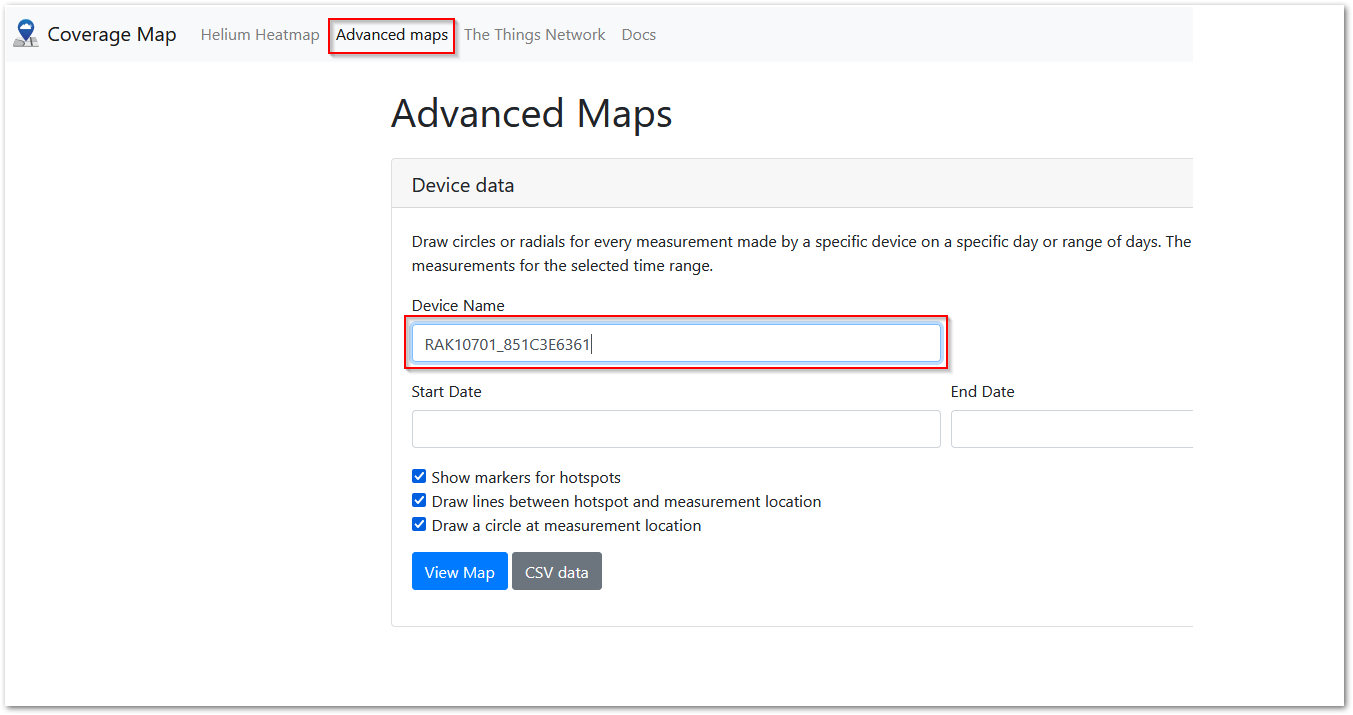 Coverage Map Helium Heatmap Advanced maps The Things Network Docs
Advanced Maps
Device data
Draw circles or radials for every measurement made by a specific device on a specific day or range of days. The
measurements for the selected time range.
Device Name
RAK10701_851C3E6361
Start Date End Date
Show markers for hotspots
Draw lines between hotspot and measurement location
Draw a circle at measurement location
View Map CSV data